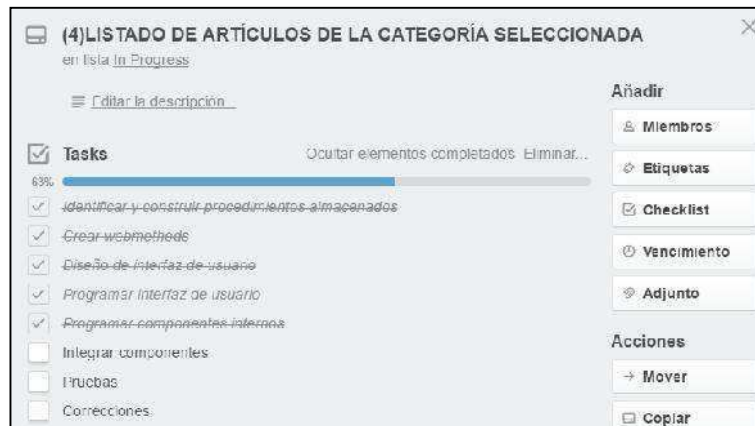 (4)LISTADO DE ARTÍCULOS DE LA CATEGORÍA SELECCIONADA
en lista In Progress
Editar la descripción...
Tasks
Ocultar elementos completados Eliminar...
63%
Identificar y construir procedimientos almacenados
Crear webmethods
Diseño de interfaz de usuario
Programar interfaz de usuario
Programar componentes internos
Integrar componentes
Pruebas
Correcciones
Añadir
Miembros
Etiquetas
Checklist
Vencimiento
Adjunto
Acciones
Mover
Copiar